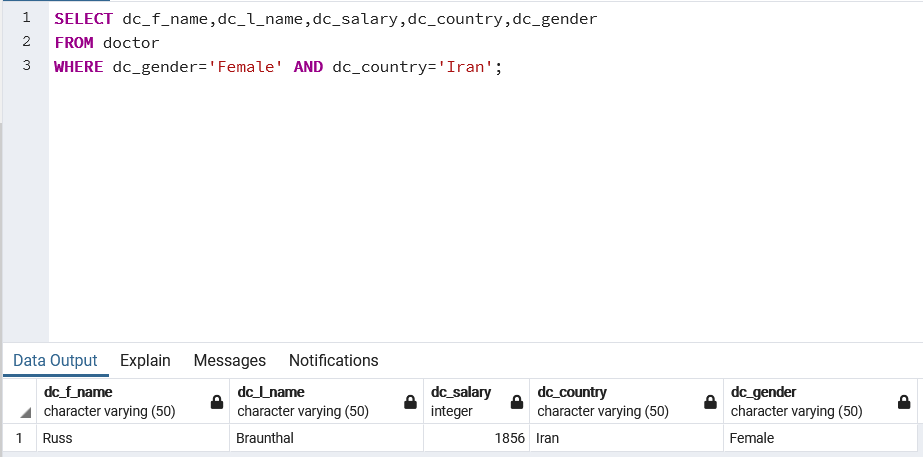 1 SELECT dc_f_name,dc_l_name,dc_salary,dc_country,dc_gender
2 FROM doctor
3 WHERE dc_gender='Female' AND dc_country='Iran';
Data Output Explain Messages Notifications
dc_f_name dc_l_name dc_salary dc_country dc_gender
character varying (50) character varying (50) integer character varying (50) character varying (50)
1 Russ Braunthal 1856 Iran Female